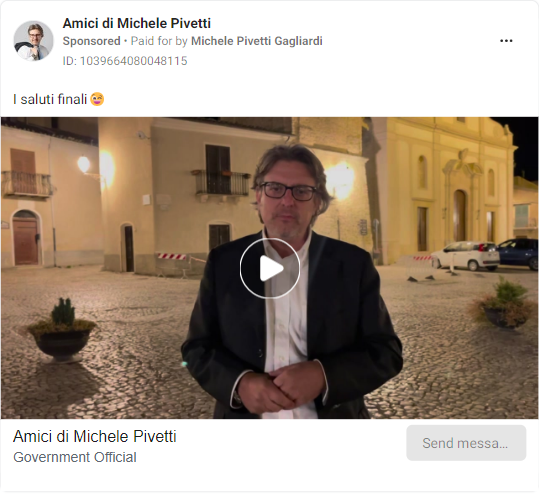 Amici di Michele Pivetti
Sponsored • Paid for by Michele Pivetti Gagliardi
ID: 1039664080048115
I saluti finali 😊
Amici di Michele Pivetti
Government Official
Send messa...